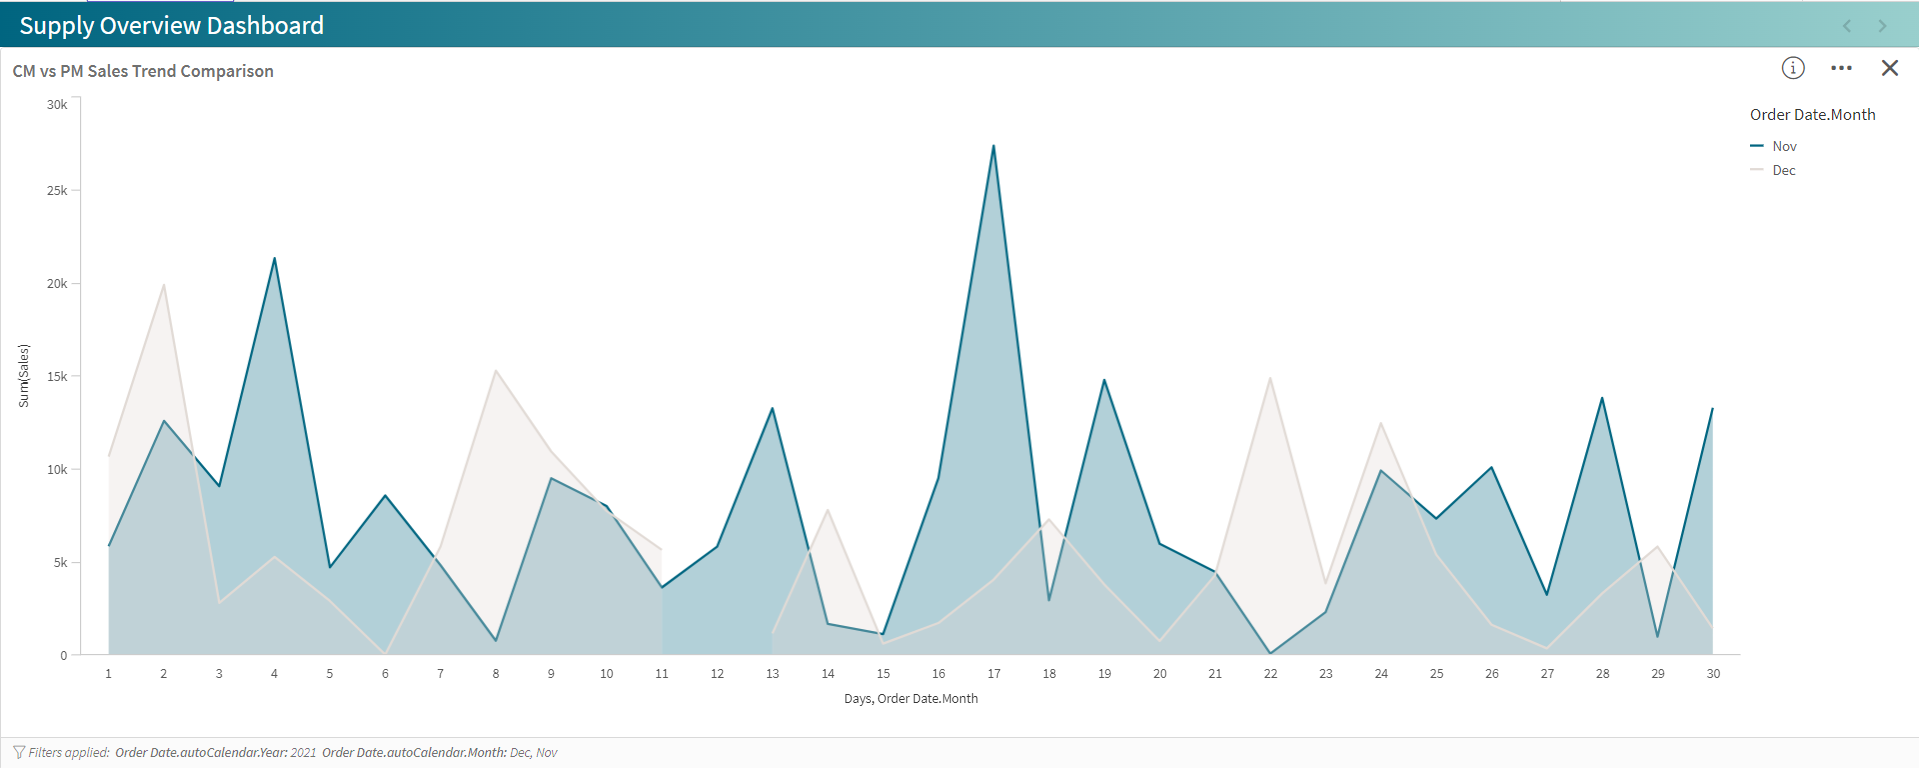 Supply Overview Dashboard
CM vs PM Sales Trend Comparison
Order Date.Month
Nov
Dec
30k
25k
20k
15k
10k
5k
0
Sum(Sales)
1 2 3 4 5 6 7 8 9 10 11 12 13 14 15 16 17 18 19 20 21 22 23 24 25 26 27 28 29 30
Days, Order Date.Month
Filters applied: Order Date.autoCalendar.Year: 2021 Order Date.autoCalendar.Month: Dec, Nov